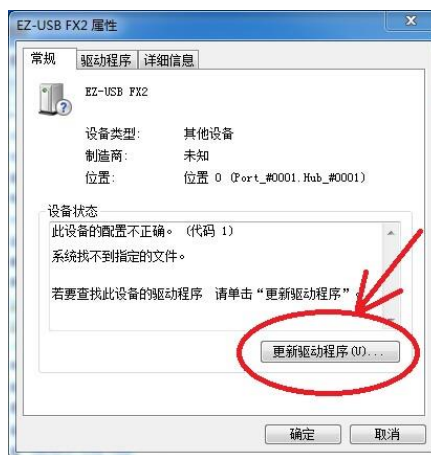 EZ-USB FX2 属性
常规 驱动程序 详细信息
EZ-USB FX2
设备类型: 其他设备
制造商: 未知
位置: 位置 0 (Port_#0001.Hub_#0001)
设备状态
此设备的配置不正确。 (代码 1)
系统找不到指定的文件。
若要查找此设备的驱动程序 请单击“更新驱动程序”。
更新驱动程序(U)...
确定 取消